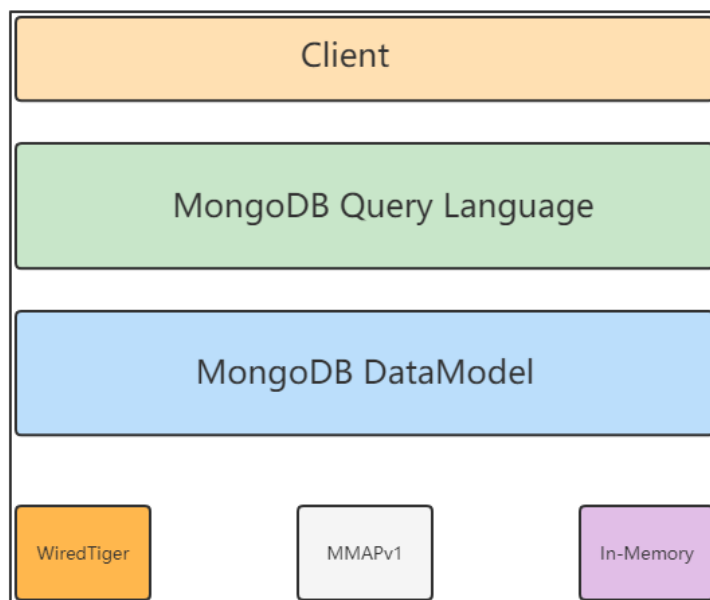 Client
MongoDB Query Language
MongoDB DataModel
WiredTiger
MMAPv1
In-Memory